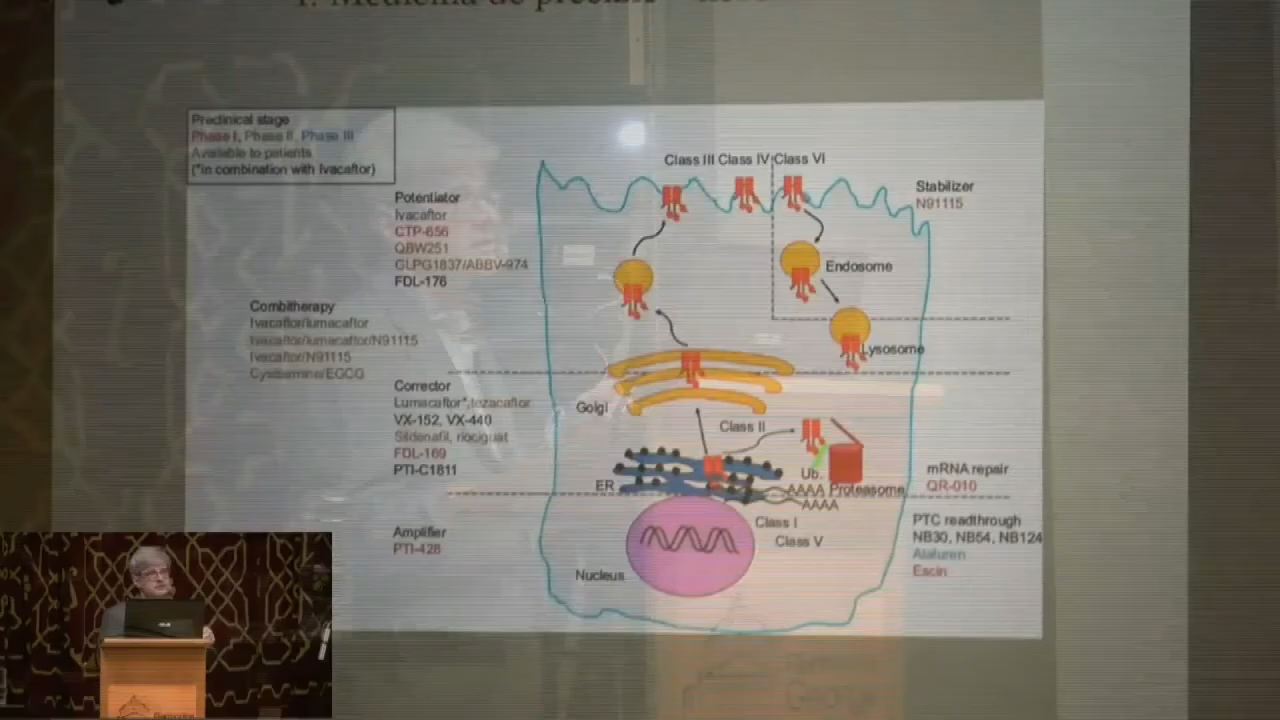 1. Medicina de
Preclinical stage
Phase I, Phase II, Phase III
Available to patients
(*in combination with Ivacaftor)
Potentiator
Ivacaftor
CTP-656
QBW251
GLPG1837/ABBV-974
FDL-176
Combitherapy
Ivacaftor/lumacaftor
Ivacaftor/lumacaftor/N91115
Ivacaftor/N91115
Cysteamine/EGCG
Corrector
Lumacaftor*,tezacaftor
VX-152, VX-440
Sildenafil, riociguat
FDL-169
PTI-C1811
Amplifier
PTI-428
Class III Class IV Class VI
Endosome
Lysosome
Golgi
Class II
ER
Ub.
Proteasome
AAAA
AAAA
Class I
Class V
Nucleus
Stabilizer
N91115
mRNA repair
QR-010
PTC readthrough
NB30, NB54, NB124
Ataluren
Escin